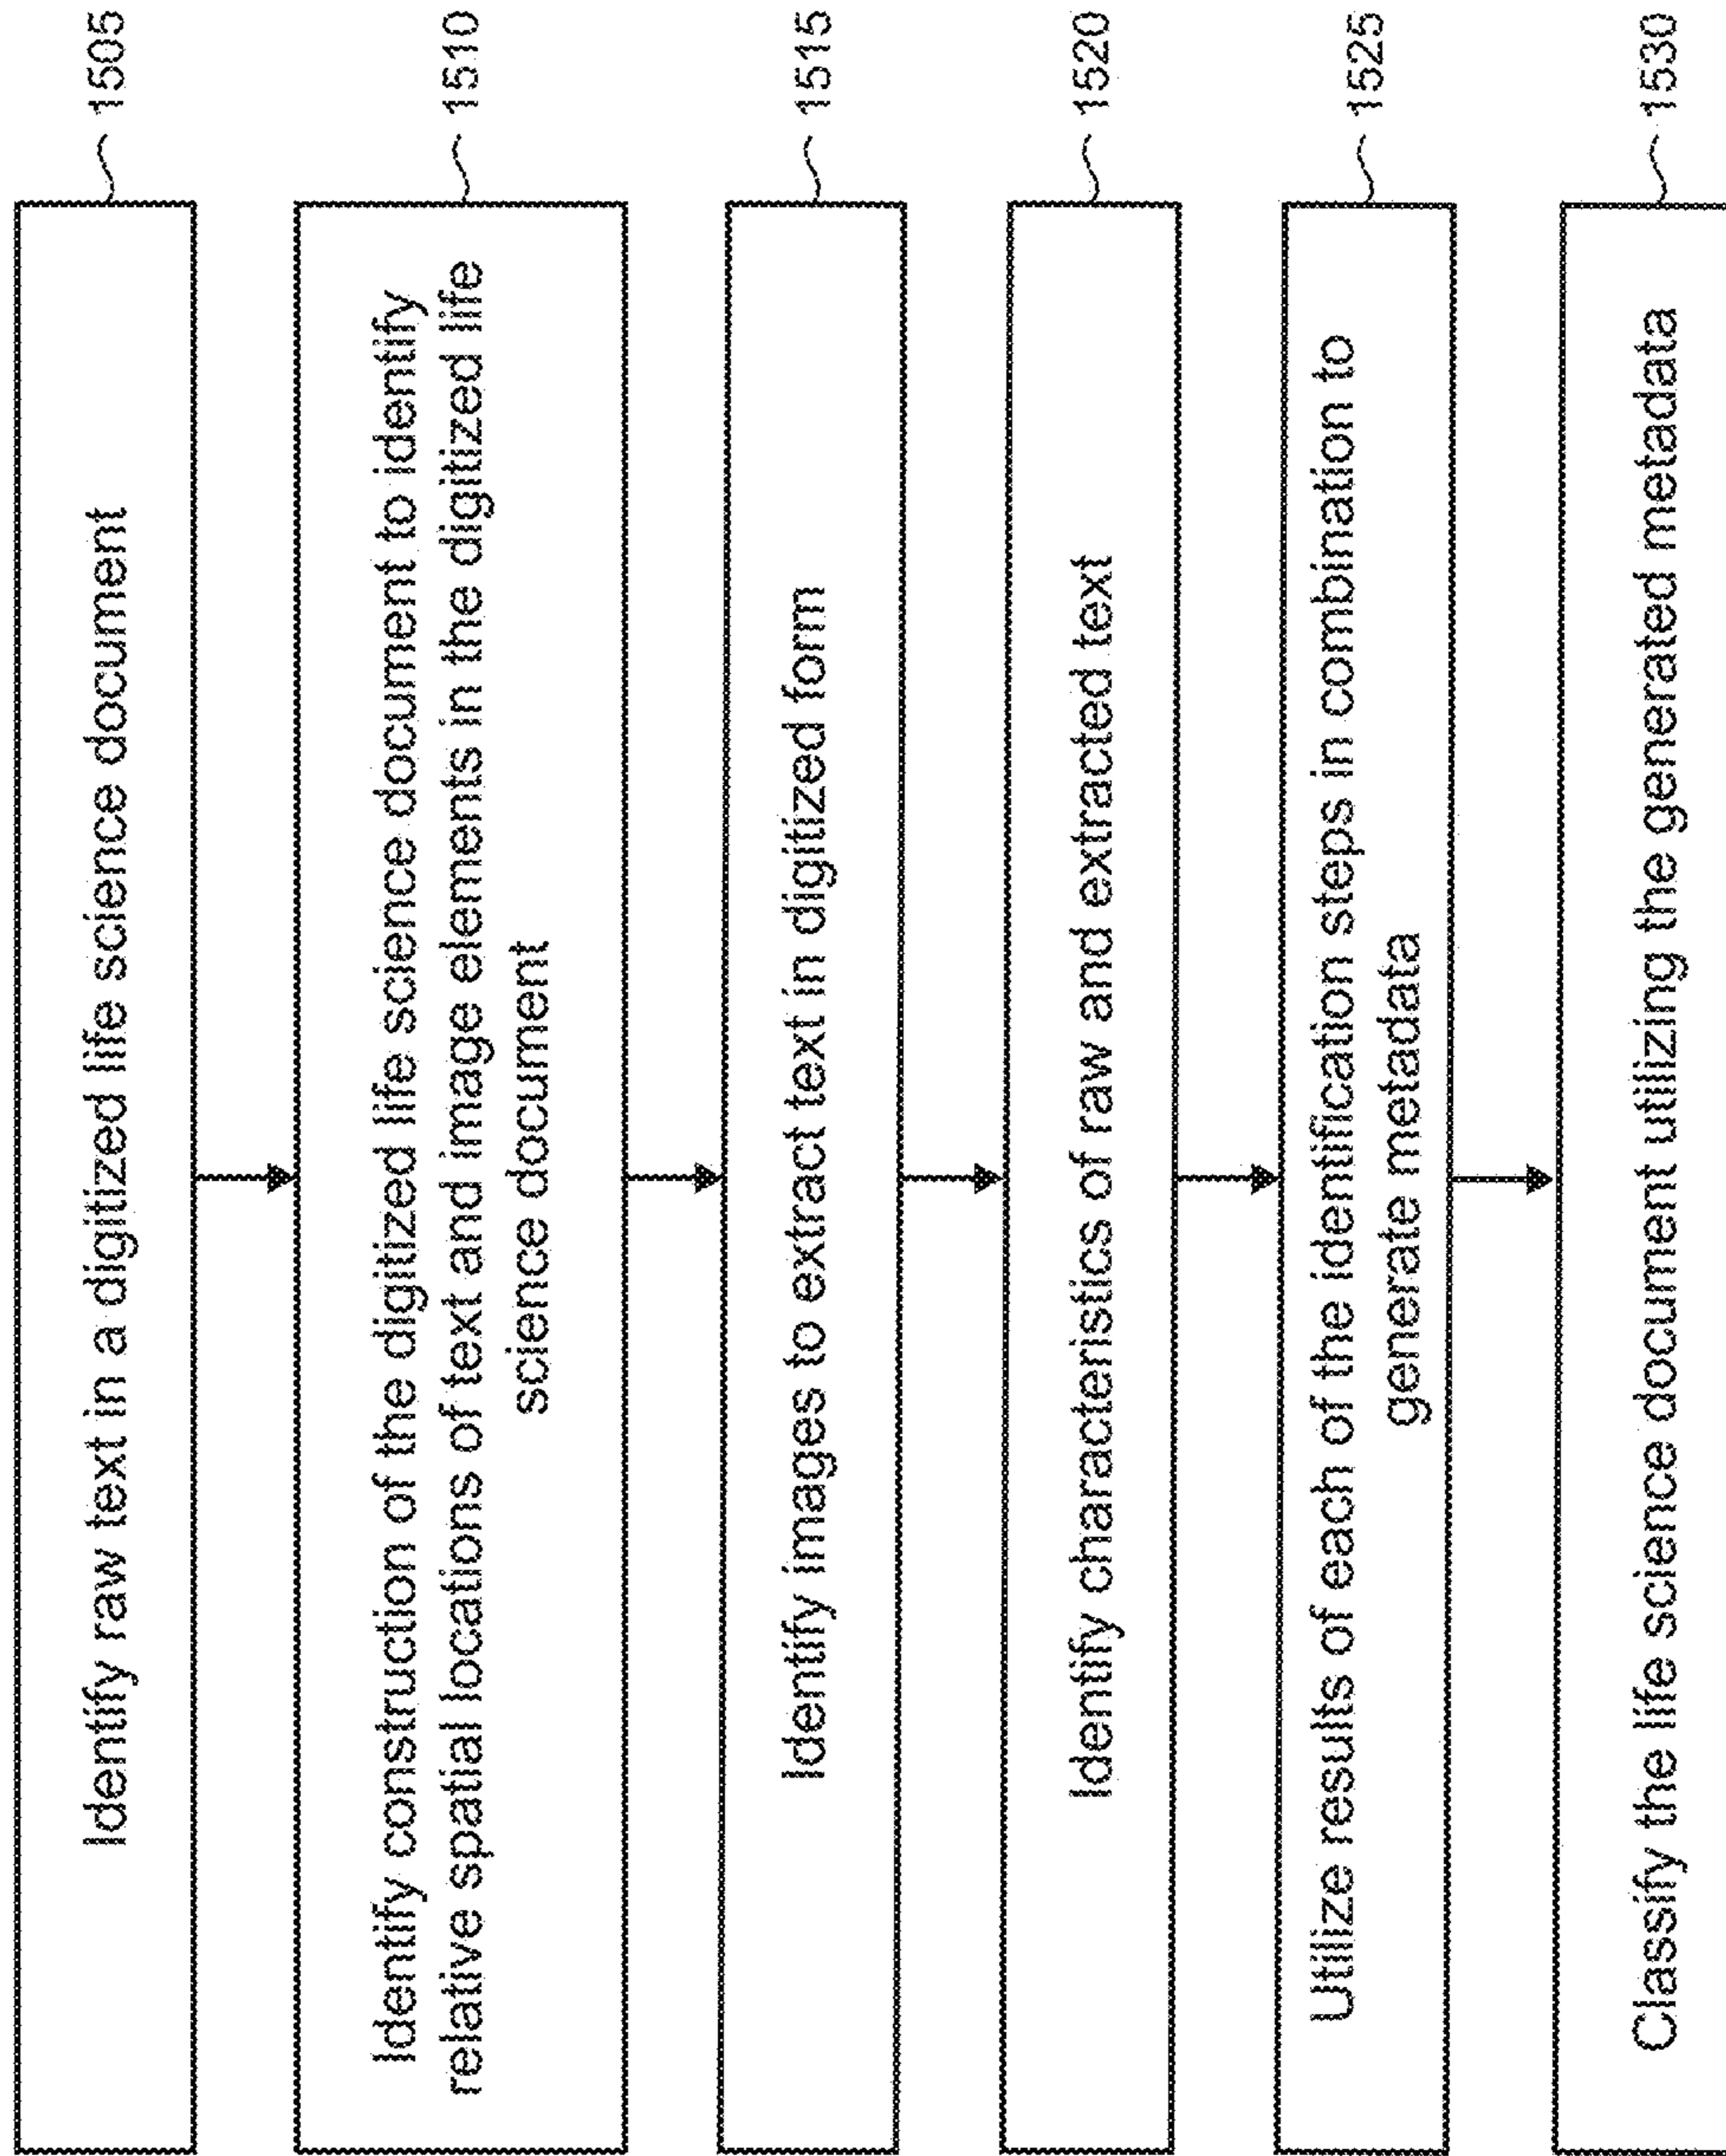 Identify raw text in a digitized life science document
1505
Identify construction of the digitized life science document to identify
relative spatial locations of text and image elements in the digitized life
science document
1510
Identify images to extract text in digitized form
1515
Identify characteristics of raw and extracted text
1520
Utilize results of each of the identification steps in combination to
generate metadata
1525
Classify the life science document utilizing the generated metadata
1530